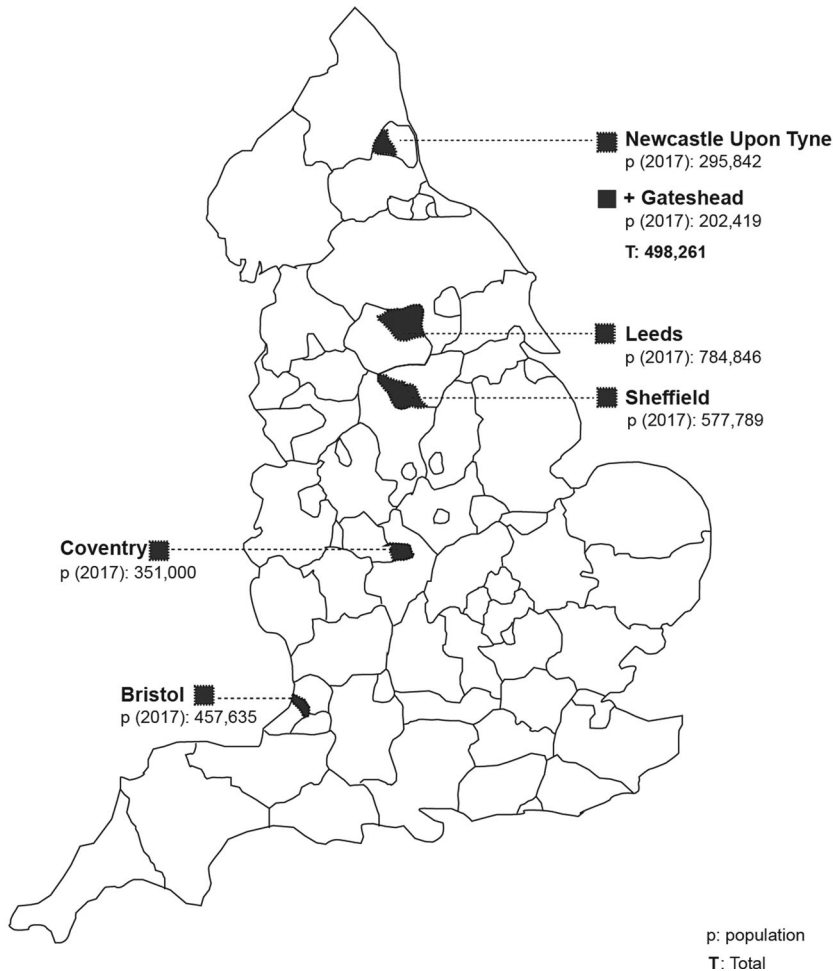 Newcastle Upon Tyne
p (2017): 295,842
+ Gateshead
p (2017): 202,419
T: 498,261
Leeds
p (2017): 784,846
Sheffield
p (2017): 577,789
Coventry
p (2017): 351,000
Bristol
p (2017): 457,635
p: population
T: Total